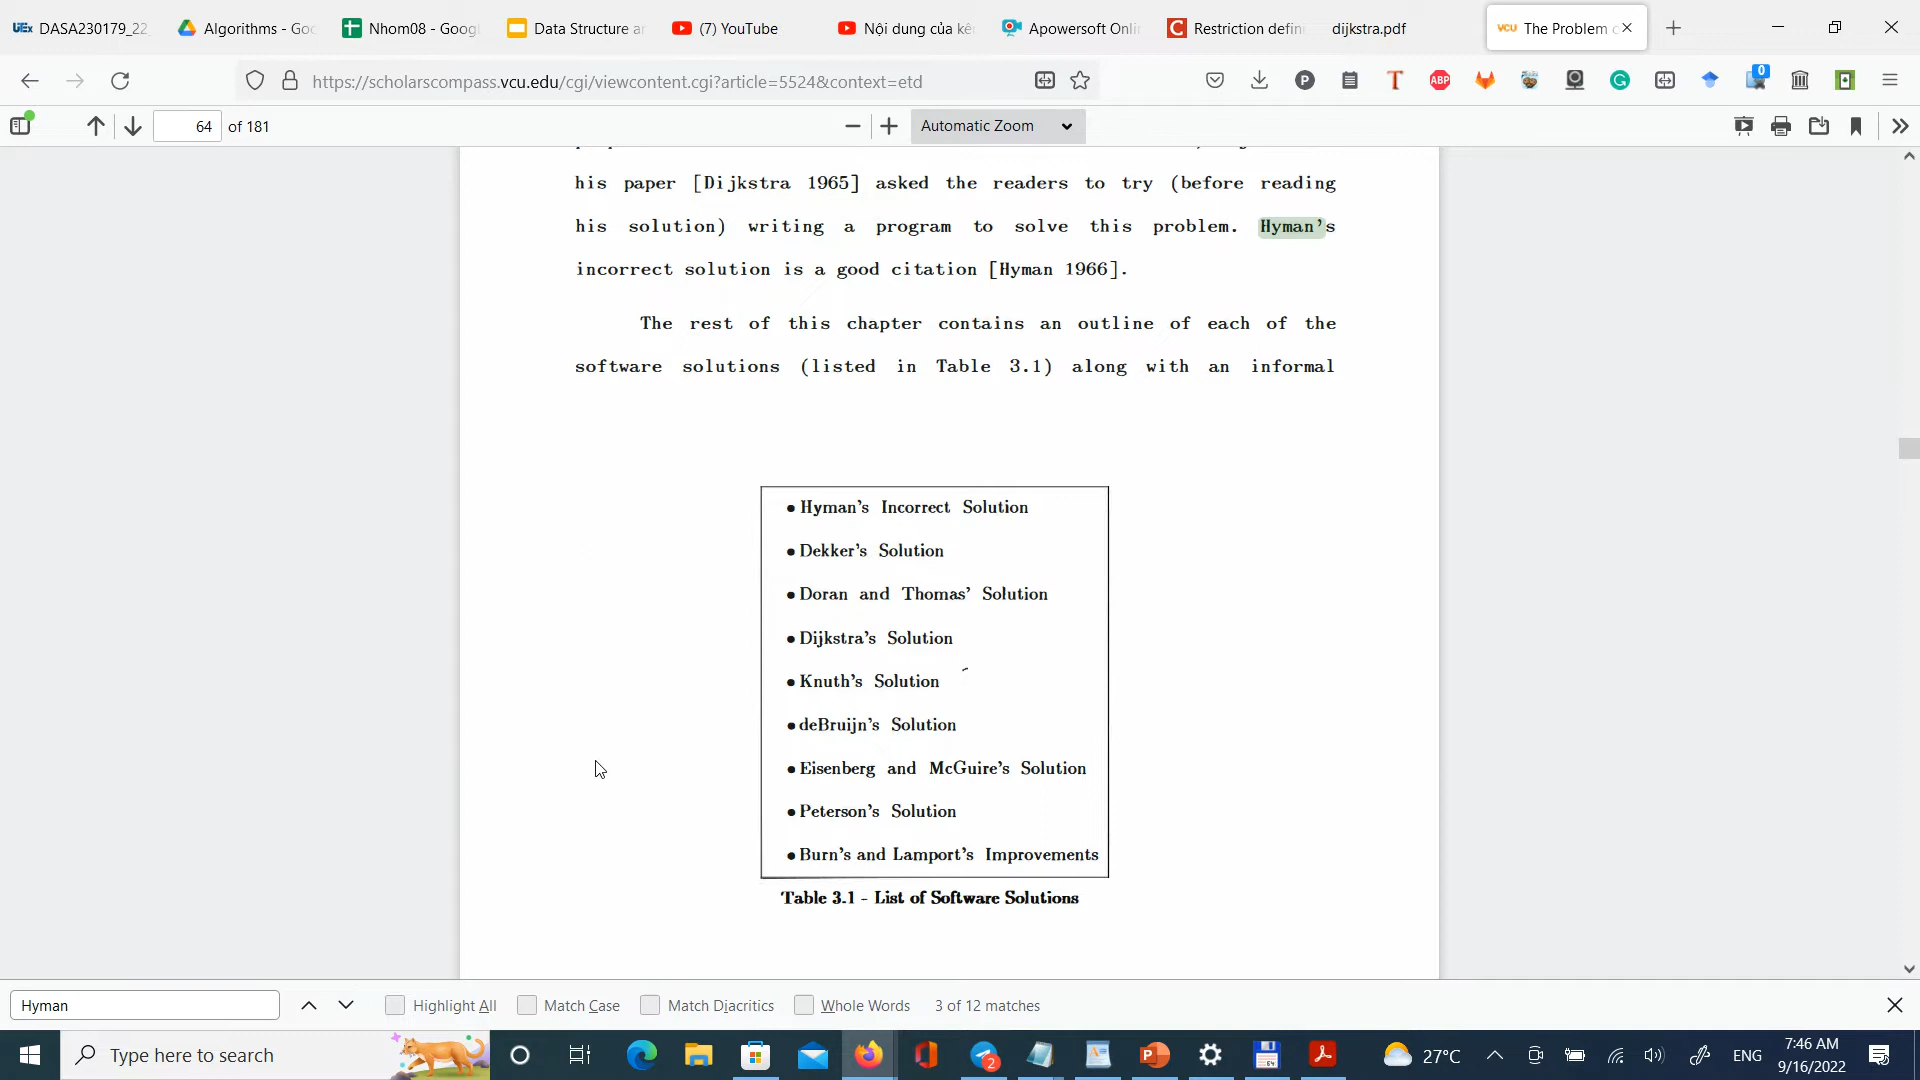 DASA230179_22_
Algorithms - Goo
Nhom08 - Googl
Data Structure ar
(7) YouTube
Nội dung của kê
Apowersoft Onli
Restriction defin
dijkstra.pdf
VCU The Problem o
https://scholarscompass.vcu.edu/cgi/viewcontent.cgi?article=5524&context=etd
ABP
0
64 of 181
Automatic Zoom
his paper [Dijkstra 1965] asked the readers to try (before reading
his solution) writing a program to solve this problem. Hyman's
incorrect solution is a good citation [Hyman 1966].
The rest of this chapter contains an outline of each of the
software solutions (listed in Table 3.1) along with an informal
• Hyman's Incorrect Solution
• Dekker's Solution
• Doran and Thomas' Solution
• Dijkstra's Solution
• Knuth's Solution
• deBruijn's Solution
• Eisenberg and McGuire's Solution
• Peterson's Solution
• Burn's and Lamport's Improvements
Table 3.1 - List of Software Solutions
Hyman
Highlight All
Match Case
Match Diacritics
Whole Words
3 of 12 matches
Type here to search
2
27°C
ENG
7:46 AM
9/16/2022